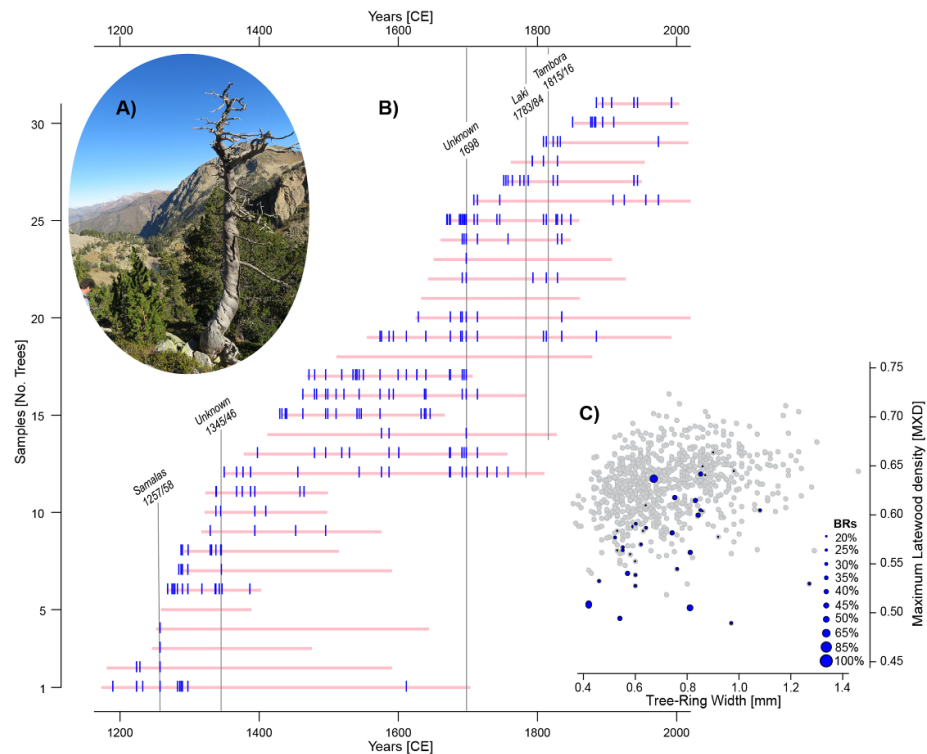 Years [CE]
1200 1400 1600 1800 2000
A)
B)
Tambora
1815/16
Laki
1783/84
Unknown
1698
Unknown
1345/46
Samalas
1257/58
Samples [No. Trees]
30
25
20
15
10
5
1
1200 1400 1600 1800 2000
Years [CE]
C)
0.75
0.70
0.65
0.60
0.55
0.50
0.45
Maximum Latewood density [MXD]
BRs
20%
25%
30%
35%
40%
45%
50%
65%
85%
100%
0.4 0.6 0.8 1.0 1.2 1.4
Tree-Ring Width [mm]